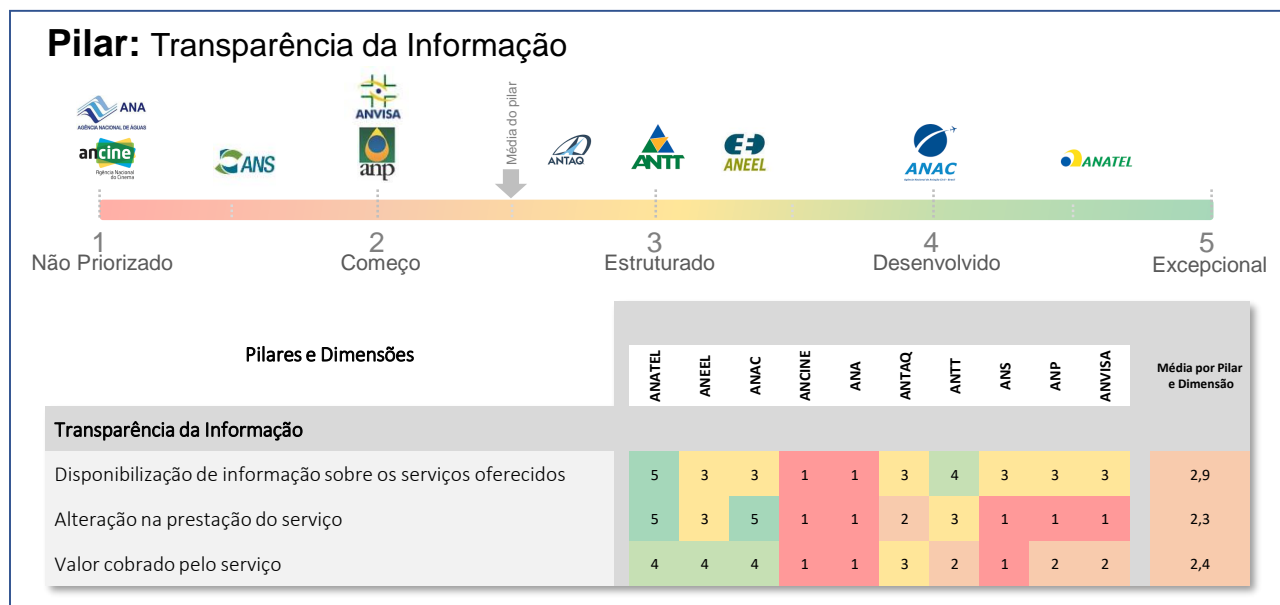 Pilar: Transparência da Informação
Média do pilar
ANA
AGÊNCIA NACIONAL DE ÁGUAS
ancine
Agência Nacional
do Cinema
ANS
ANVISA
anp
ANTAQ
ANTT
ANEEL
ANAC
ANATEL
1 2 3 4 5
Não Priorizado Começo Estruturado Desenvolvido Excepcional
Pilares e Dimensões ANATEL ANEEL ANAC ANCINE ANA ANTAQ ANTT ANS ANP ANVISA Média por Pilar
e Dimensão
Transparência da Informação
Disponibilização de informação sobre os serviços oferecidos 5 3 3 1 1 3 4 3 3 3 2,9
Alteração na prestação do serviço 5 3 5 1 1 2 3 1 1 1 2,3
Valor cobrado pelo serviço 4 4 4 1 1 3 2 1 2 2 2,4